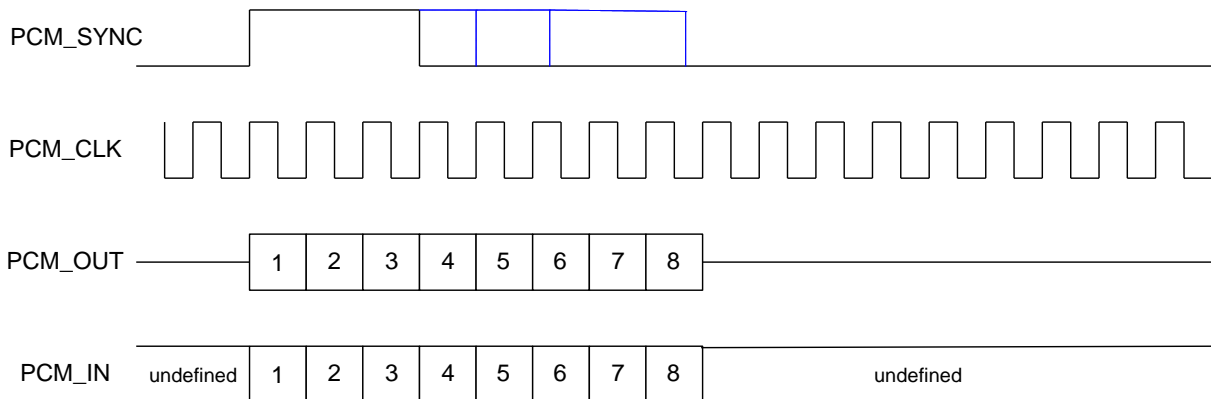 PCM_SYNC
PCM_CLK
PCM_OUT 1 2 3 4 5 6 7 8
PCM_IN undefined 1 2 3 4 5 6 7 8 undefined